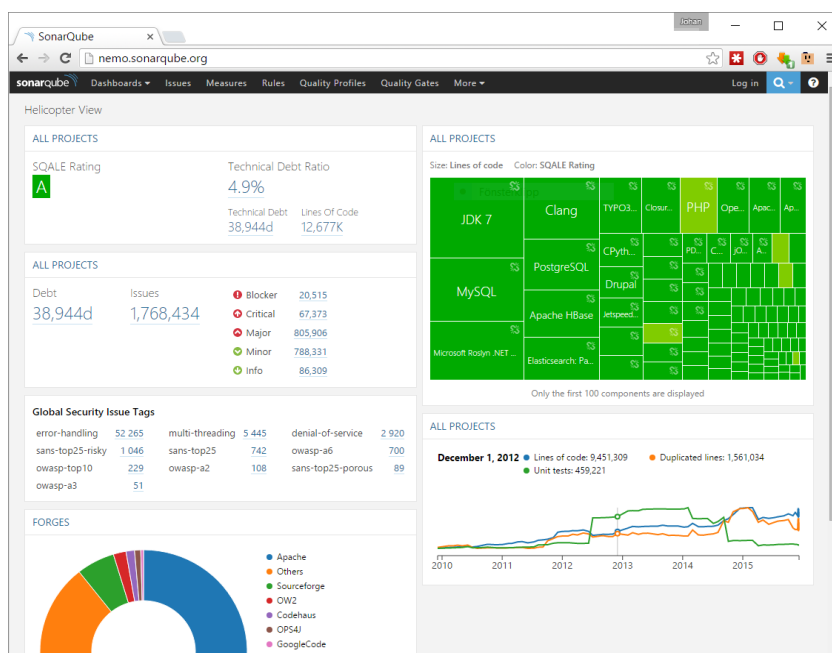 Johan
SonarQube
nemo.sonarqube.org
sonarqube Dashboards Issues Measures Rules Quality Profiles Quality Gates More Log in
Helicopter View
ALL PROJECTS
SQALE Rating
A
Technical Debt Ratio
4.9%
Technical Debt Lines Of Code
38,944d 12,677K
ALL PROJECTS
Debt Issues
38,944d 1,768,434
Blocker 20,515
Critical 67,373
Major 805,906
Minor 788,331
Info 86,309
Global Security Issue Tags
error-handling 52 265 multi-threading 5 445 denial-of-service 2 920
sans-top25-risky 1 046 sans-top25 742 owasp-a6 700
owasp-top10 229 owasp-a2 108 sans-top25-porous 89
owasp-a3 51
FORGES
Apache
Others
Sourceforge
OW2
Codehaus
OPS4J
GoogleCode
ALL PROJECTS
Size: Lines of code Color: SQALE Rating
JDK 7
MySQL
Microsoft Roslyn .NET ...
Clang
PostgreSQL
Apache HBase
Elasticsearch: Pa...
TYPO3...
CPyth...
Drupal
Jetspeed...
Closur...
PHP
Ope...
Apac...
Ap...
PD...
C...
jO...
A...
Only the first 100 components are displayed
ALL PROJECTS
December 1, 2012 Lines of code: 9,451,309 Duplicated lines: 1,561,034
Unit tests: 459,221
2010 2011 2012 2013 2014 2015